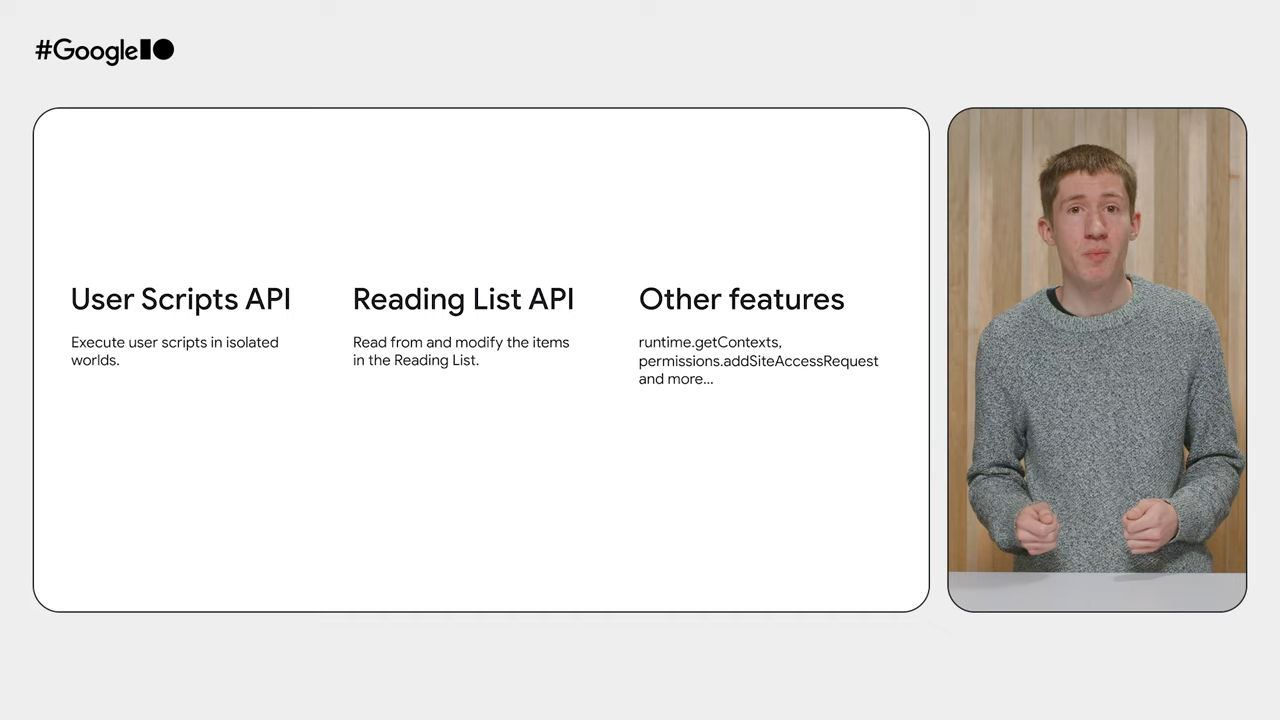 #GoogleIO
User Scripts API
Execute user scripts in isolated
worlds.
Reading List API
Read from and modify the items
in the Reading List.
Other features
runtime.getContexts,
permissions.addSiteAccessRequest
and more...